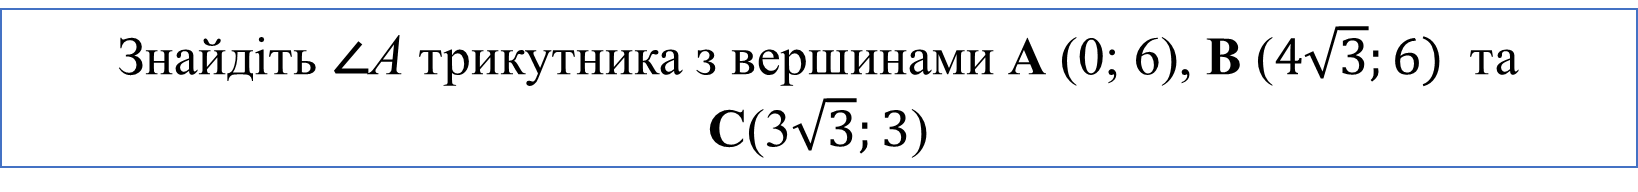 Знайдіть ∠A трикутника з вершинами A (0; 6), B (4√3; 6) та
C(3√3; 3)